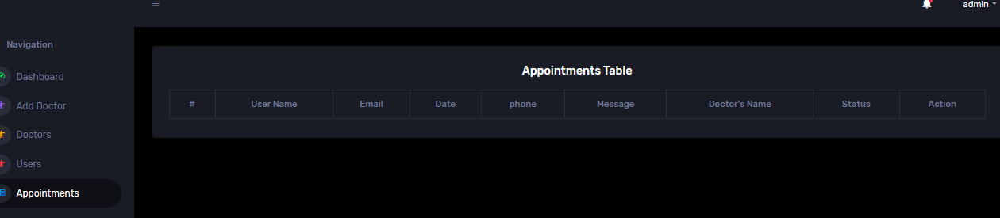 admin
Navigation
Dashboard
Add Doctor
Doctors
Users
Appointments
Appointments Table
# User Name Email Date phone Message Doctor's Name Status Action